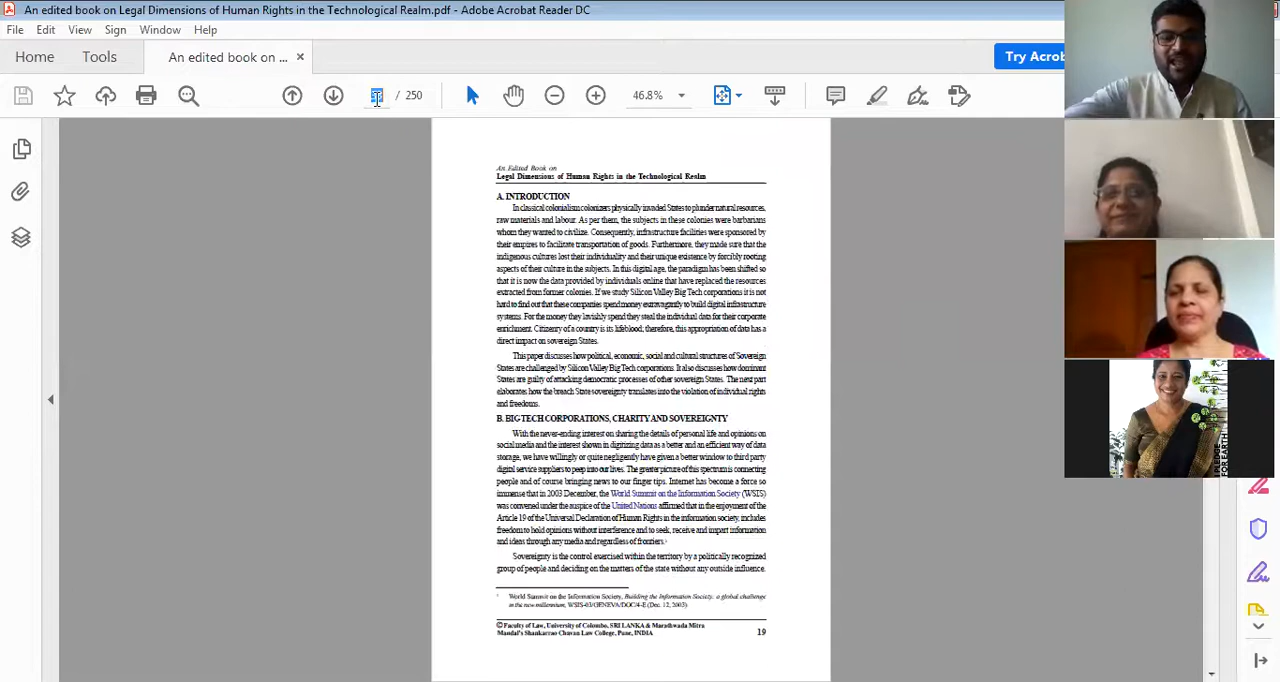 An edited book on Legal Dimensions of Human Rights in the Technological Realm.pdf - Adobe Acrobat Reader DC
File Edit View Sign Window Help
Home Tools An edited book on ... × Try Acrob
/ 250 46.8%
An Edited Book on
Legal Dimensions of Human Rights in the Technological Realm
A. INTRODUCTION
In classical colonialism colonizers physically invaded States to plunder natural resources,
raw materials and labour. As per them, the subjects in these colonies were barbarians
whom they wanted to civilize. Consequently, infrastructure facilities were sponsored by
their empires to facilitate transportation of goods. Furthermore, they made sure that the
indigenous cultures lost their individuality and their unique existence by forcibly rooting
aspects of their culture in the subjects. In this digital age, the paradigm has been shifted so
that it is now the data provided by individuals online that have replaced the resources
extracted from former colonies. If we study Silicon Valley Big Tech corporations it is not
hard to find out that these companies spend money extravagantly to build digital infrastructure
systems. For the money they lavishly spend they steal the individual data for their corporate
enrichment. Citizenry of a country is its lifeblood; therefore, this appropriation of data has a
direct impact on sovereign States.
This paper discusses how political, economic, social and cultural structures of Sovereign
States are challenged by Silicon Valley Big Tech corporations. It also discusses how dominant
States are guilty of attacking democratic processes of other sovereign States. The next part
elaborates how the breach State sovereignty translates into the violation of individual rights
and freedoms.
B. BIG TECH CORPORATIONS, CHARITY AND SOVEREIGNTY
With the never-ending interest on sharing the details of personal life and opinions on
social media and the interest shown in digitizing data as a better and an efficient way of data
storage, we have willingly or quite negligently have given a better window to third party
digital service suppliers to peep into our lives. The greater picture of this spectrum is connecting
people and of course bringing news to our finger tips. Internet has become a force so
immense that in 2003 December, the World Summit on the Information Society (WSIS)
was convened under the auspice of the United Nations affirmed that in the enjoyment of the
Article 19 of the Universal Declaration of Human Rights in the information society, includes
freedom to hold opinions without interference and to seek, receive and impart information
and ideas through any media and regardless of frontiers.¹
Sovereignty is the control exercised within the territory by a politically recognized
group of people and deciding on the matters of the state without any outside influence.
¹ World Summit on the Information Society, Building the Information Society: a global challenge
in the new millennium, WSIS-03/GENEVA/DOC/4-E (Dec. 12, 2003)
© Faculty of Law, University of Colombo, SRI LANKA & Marathwada Mitra
Mandal's Shankarrao Chavan Law College, Pune, INDIA 19
PLEDGE
FOR EARTH